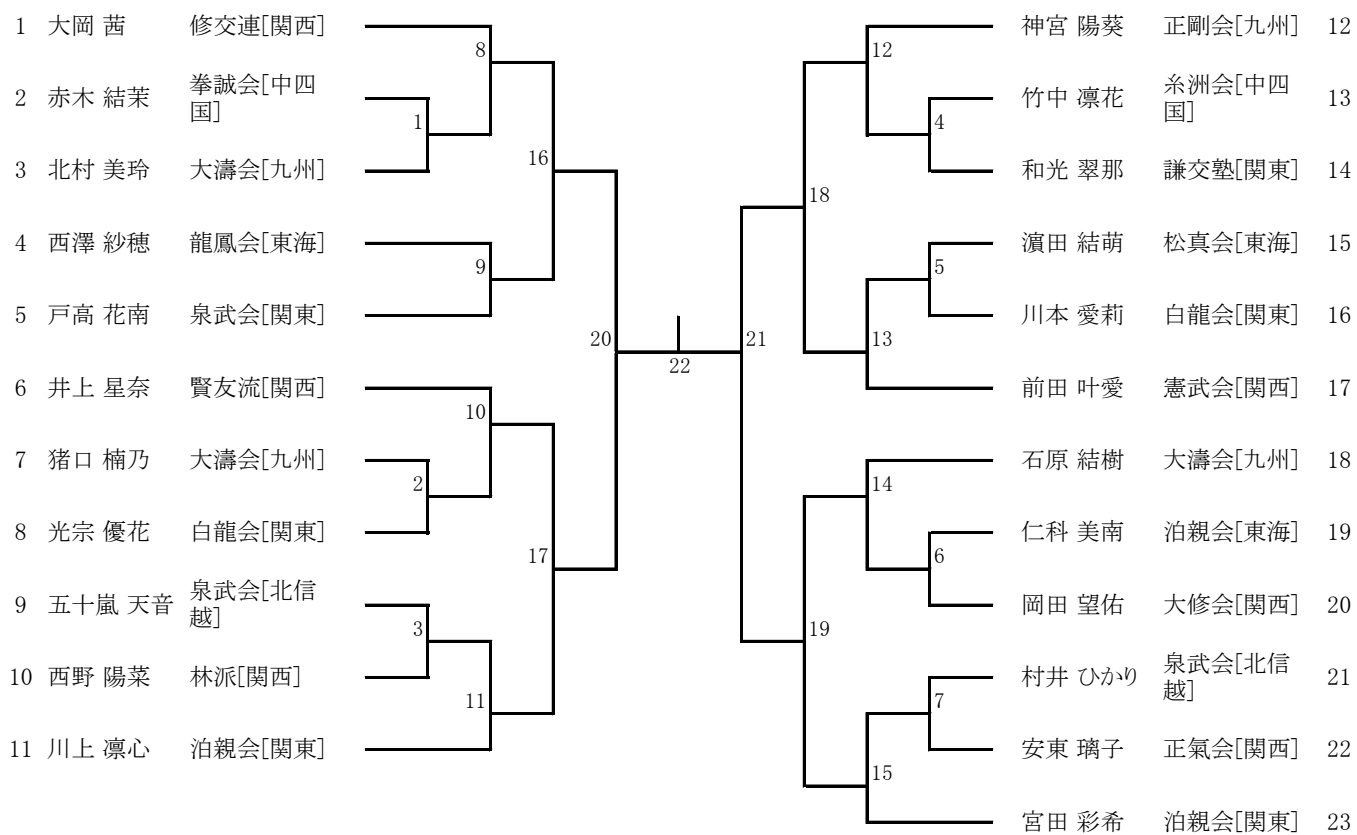 1 大岡 茜 修交連[関西]
2 赤木 結茉 拳誠会[中四
国]
3 北村 美玲 大濤会[九州]
4 西澤 紗穂 龍鳳会[東海]
5 戸高 花南 泉武会[関東]
6 井上 星奈 賢友流[関西]
7 猪口 楠乃 大濤会[九州]
8 光宗 優花 白龍会[関東]
9 五十嵐 天音 泉武会[北信
越]
10 西野 陽菜 林派[関西]
11 川上 凛心 泊親会[関東]
8
1
16
9
20
10
2
17
3
11
22
12
4
18
5
21
13
14
6
19
7
15
神宮 陽葵 正剛会[九州] 12
竹中 凛花 糸洲会[中四
国] 13
和光 翠那 謙交塾[関東] 14
濵田 結萌 松真会[東海] 15
川本 愛莉 白龍会[関東] 16
前田 叶愛 憲武会[関西] 17
石原 結樹 大濤会[九州] 18
仁科 美南 泊親会[東海] 19
岡田 望佑 大修会[関西] 20
村井 ひかり 泉武会[北信
越] 21
安東 璃子 正氣会[関西] 22
宮田 彩希 泊親会[関東] 23